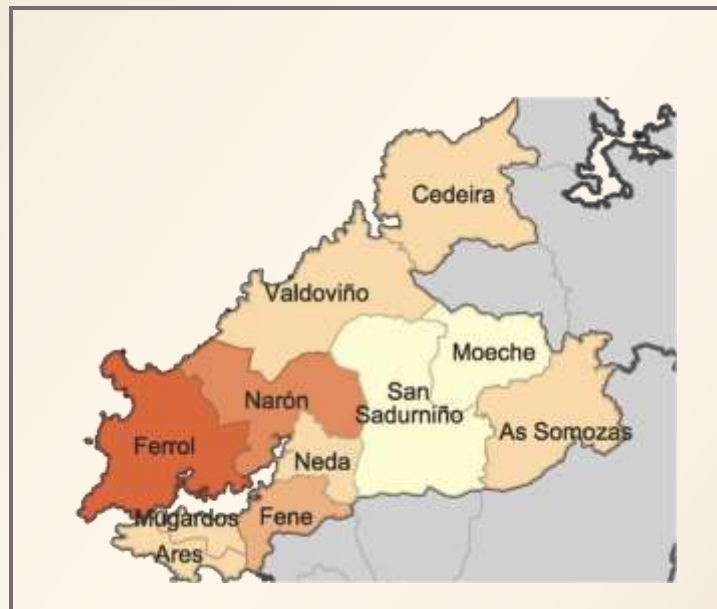 Cedeira
Valdoviño
Moeche
San
Sadurniño
Narón
As Somozas
Ferrol
Neda
Mugardos
Fene
Ares